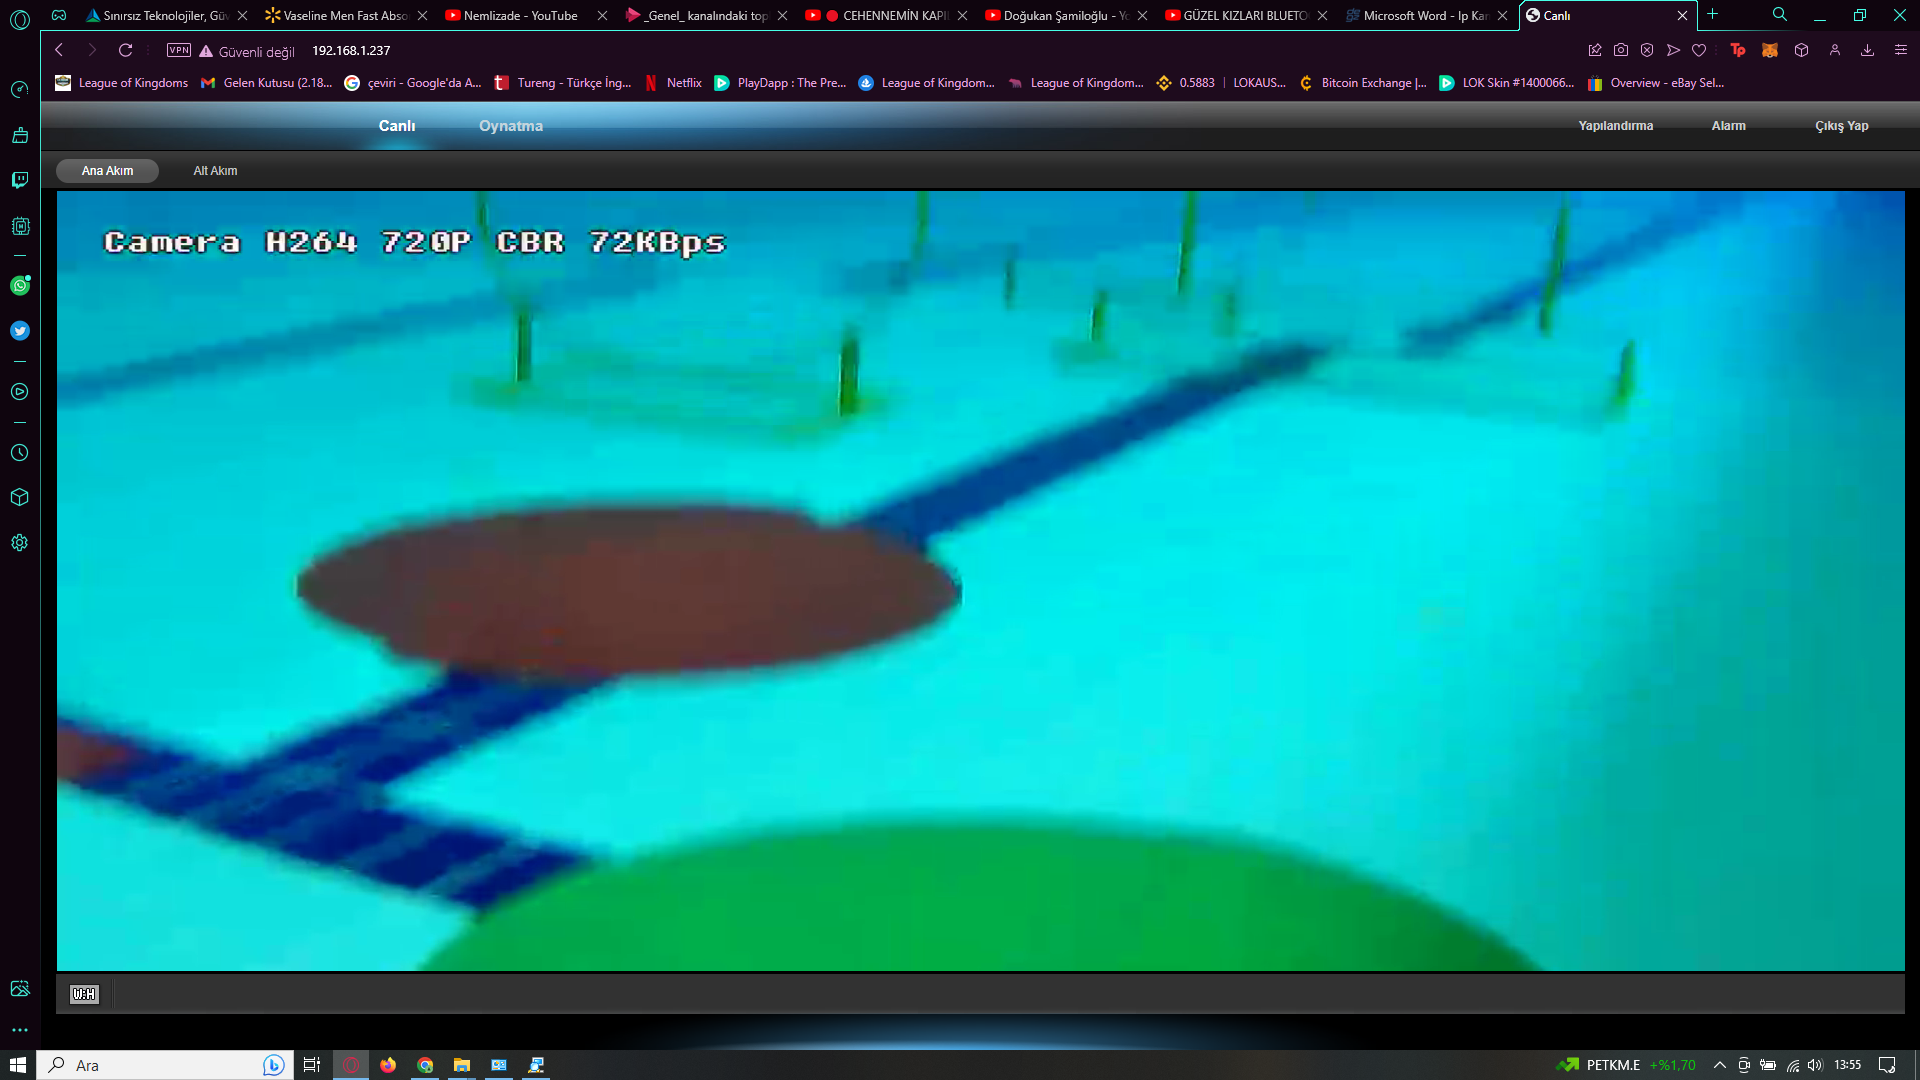 Sınırsız Teknolojiler, Güv
Vaseline Men Fast Abso
Nemlizade - YouTube
_Genel_ kanalındaki top
CEHENNEMİN KAPI
Doğukan Şamiloğlu - Yo
GÜZEL KIZLARI BLUETO
Microsoft Word - Ip Kam
Canlı
VPN
Güvenli değil
192.168.1.237
League of Kingdoms
Gelen Kutusu (2.18...
çeviri - Google'da A...
Tureng - Türkçe İng...
Netflix
PlayDapp : The Pre...
League of Kingdom...
League of Kingdom...
0.5883 | LOKAUS...
Bitcoin Exchange |...
LOK Skin #1400066...
Overview - eBay Sel...
Canlı
Oynatma
Yapılandırma
Alarm
Çıkış Yap
Ana Akım
Alt Akım
Camera H264 720P CBR 72KBps
W:H
Ara
PETKM.E
+%1,70
13:55